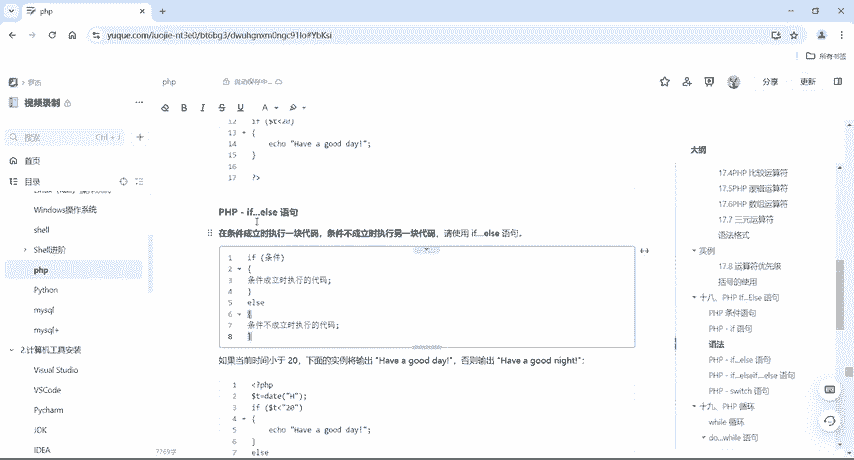 php
yuque.com/luojie-nt3e0/bt6bg3/dwuhgnxm0ngc91lo#YbKsi
所有书签
罗杰
php
自动保存中...
分享
更新
视频录制
搜索
Ctrl + J
B I S U A
首页
目录
Windows操作系统
shell
Shell进阶
php
Python
mysql
mysql+
2.计算机工具安装
Visual Studio
VSCode
Pycharm
JDK
IDEA
12 if ($t<20)
13 {
14 echo "Have a good day!";
15 }
16
17 ?>
PHP - if...else 语句
在条件成立时执行一块代码，条件不成立时执行另一块代码，请使用 if...else 语句。
1 if (条件)
2 {
3 条件成立时执行的代码;
4 }
5 else
6 {
7 条件不成立时执行的代码;
8 }
如果当前时间小于 20，下面的实例将输出 "Have a good day!"，否则输出 "Have a good night!"：
1 <?php
2 $t=date("H");
3 if ($t<"20")
4 {
5 echo "Have a good day!";
6 }
7 else
7769字
大纲
17.4PHP 比较运算符
17.5PHP 逻辑运算符
17.6PHP 数组运算符
17.7 三元运算符
语法格式
实例
17.8 运算符优先级
括号的使用
十八、PHP If...Else 语句
PHP 条件语句
PHP - if 语句
语法
PHP - if...else 语句
PHP - if...elseif...else 语句
PHP - switch 语句
十九、PHP 循环
while 循环
do...while 语句